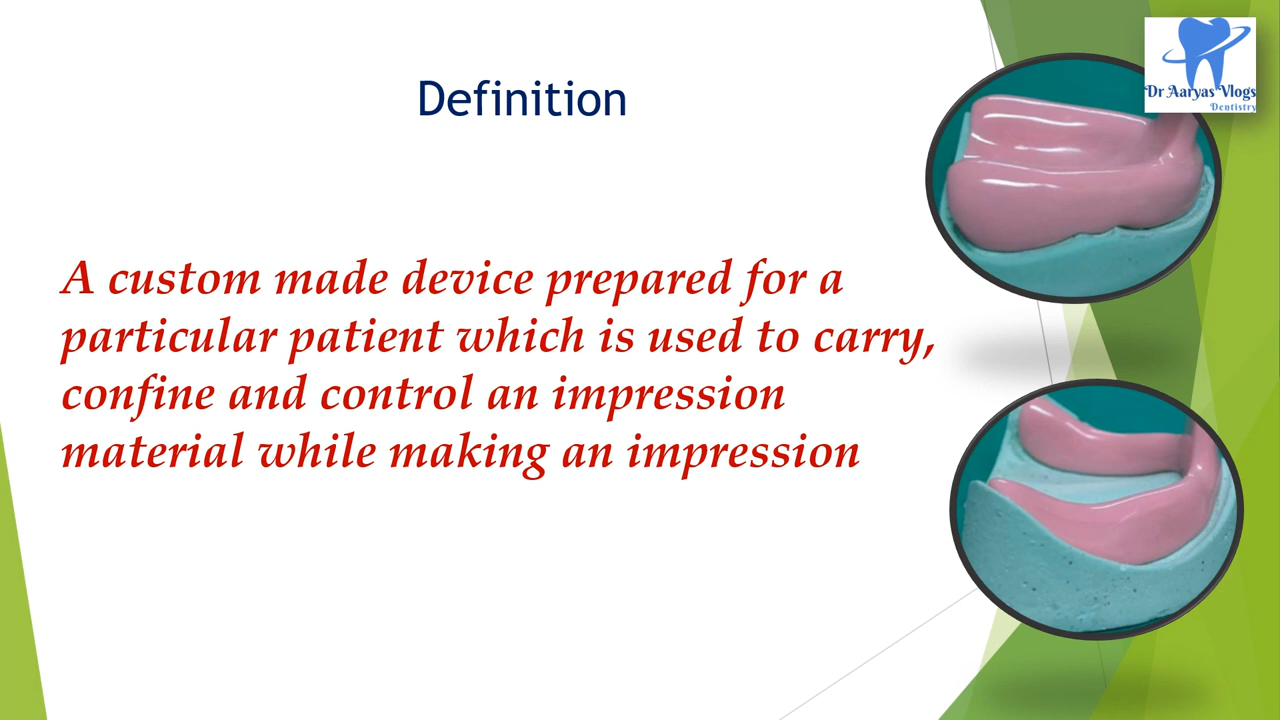 Definition
A custom made device prepared for a
particular patient which is used to carry,
confine and control an impression
material while making an impression
Dr Aaryas Vlogs
Dentistry